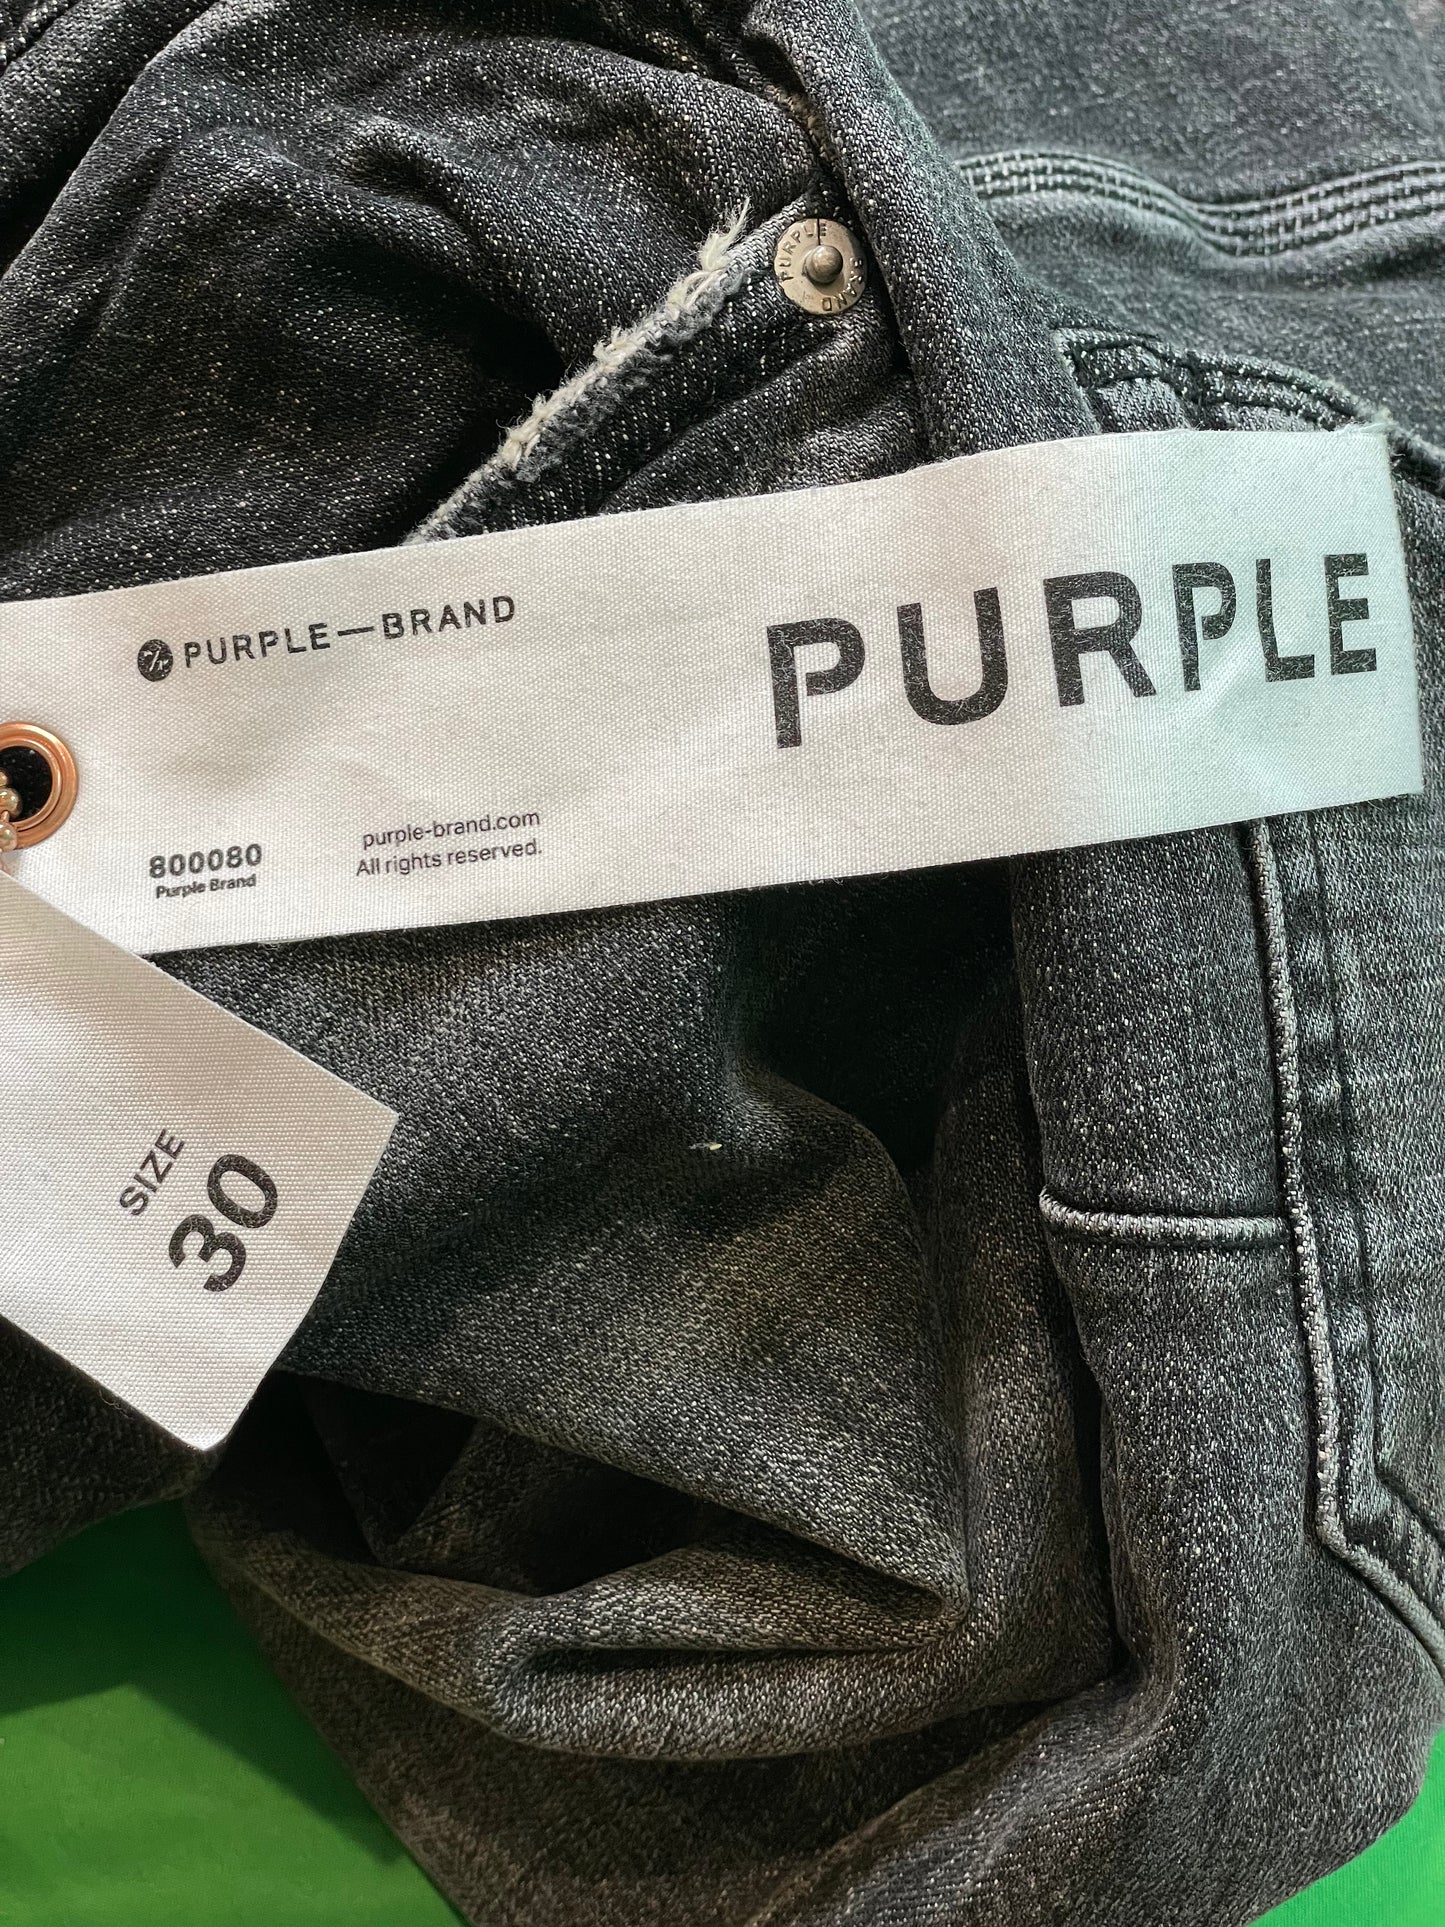 PURPLE BRAND
PURPLE—BRAND
PURPLE
800080
Purple Brand
purple-brand.com
All rights reserved.
SIZE
30